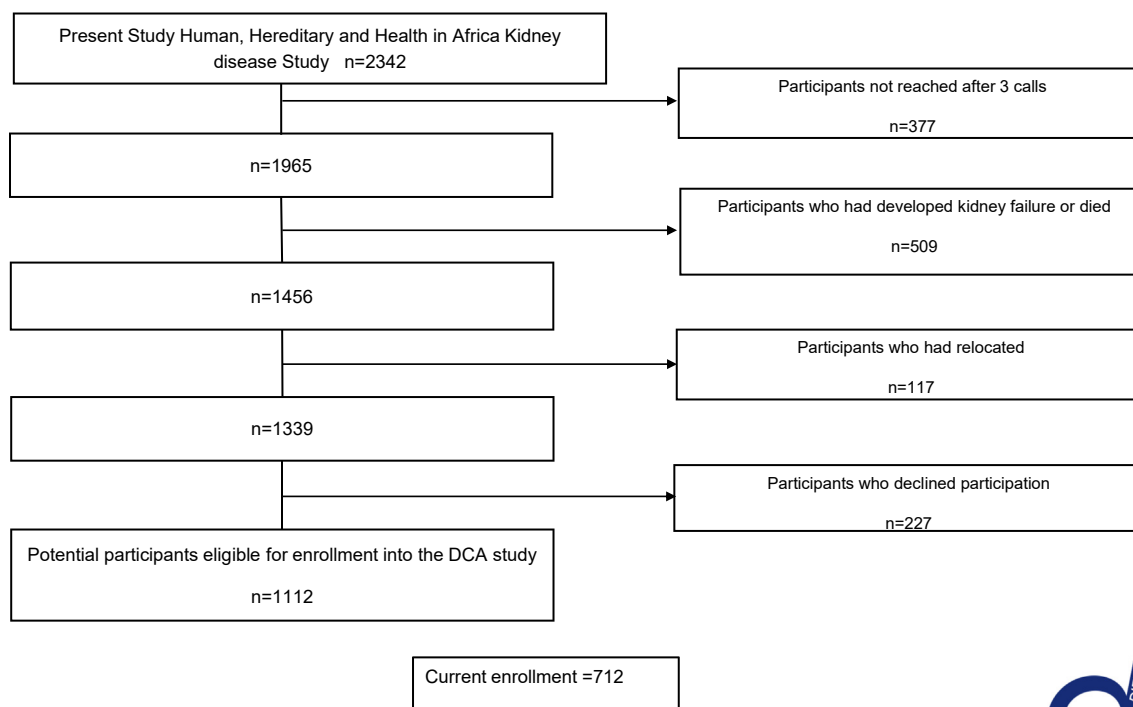 Present Study Human, Hereditary and Health in Africa Kidney
disease Study n=2342
Participants not reached after 3 calls
n=377
n=1965
Participants who had developed kidney failure or died
n=509
n=1456
Participants who had relocated
n=117
n=1339
Participants who declined participation
n=227
Potential participants eligible for enrollment into the DCA study
n=1112
Current enrollment =712